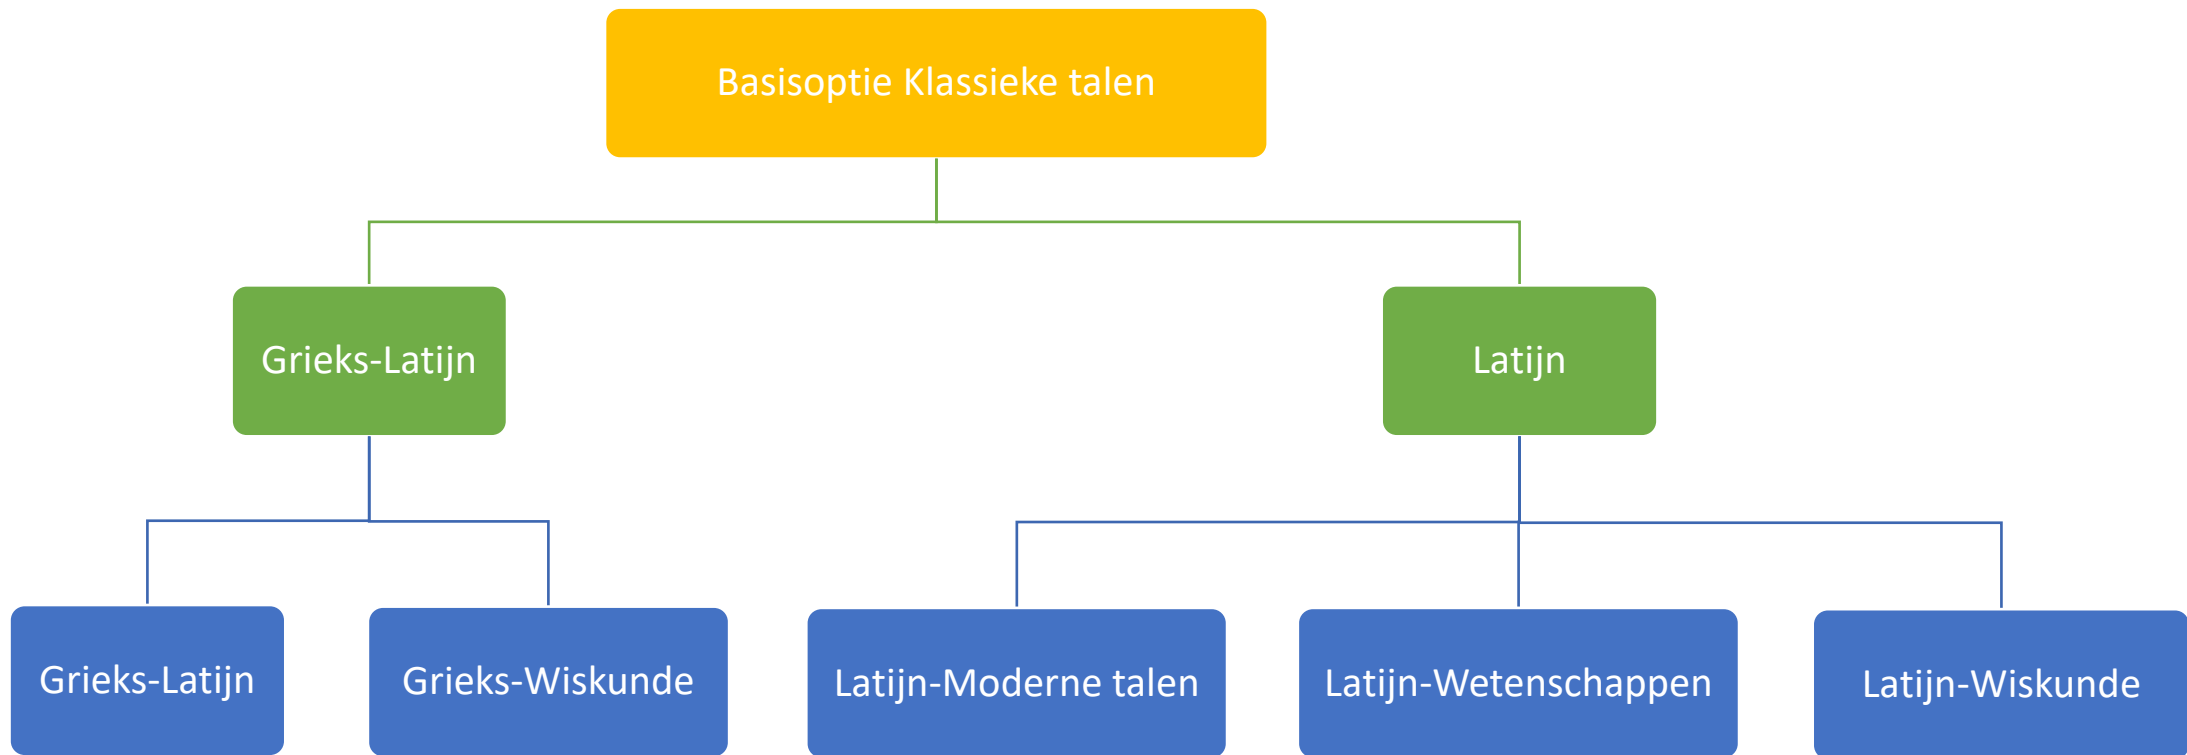 Basisoptie Klassieke talen
Grieks-Latijn
Latijn
Grieks-Latijn
Grieks-Wiskunde
Latijn-Moderne talen
Latijn-Wetenschappen
Latijn-Wiskunde